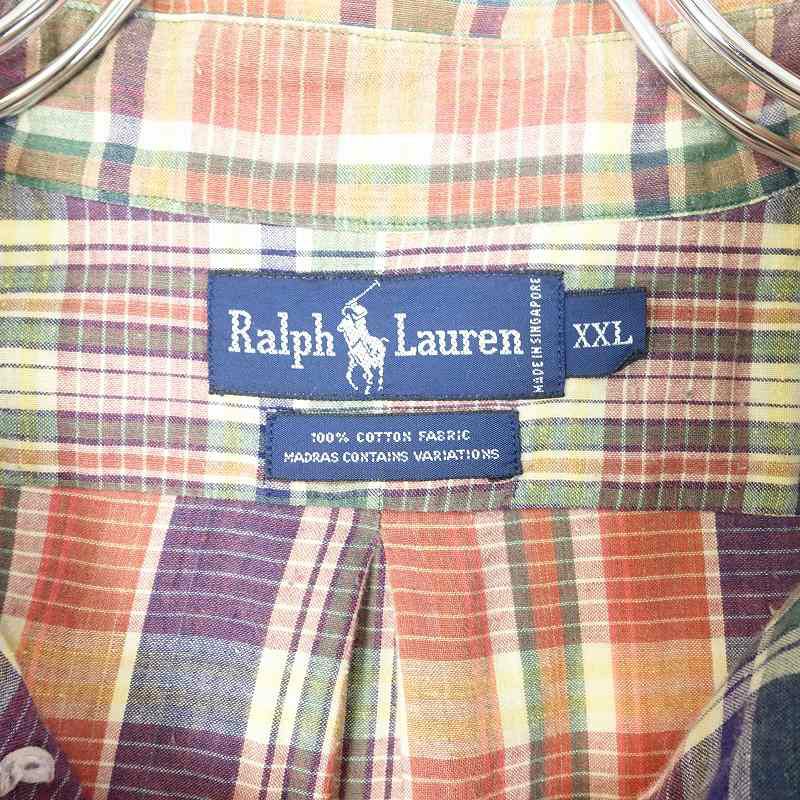 Ralph Lauren
MADE IN SINGAPORE
XXL
100% COTTON FABRIC
MADRAS CONTAINS VARIATIONS